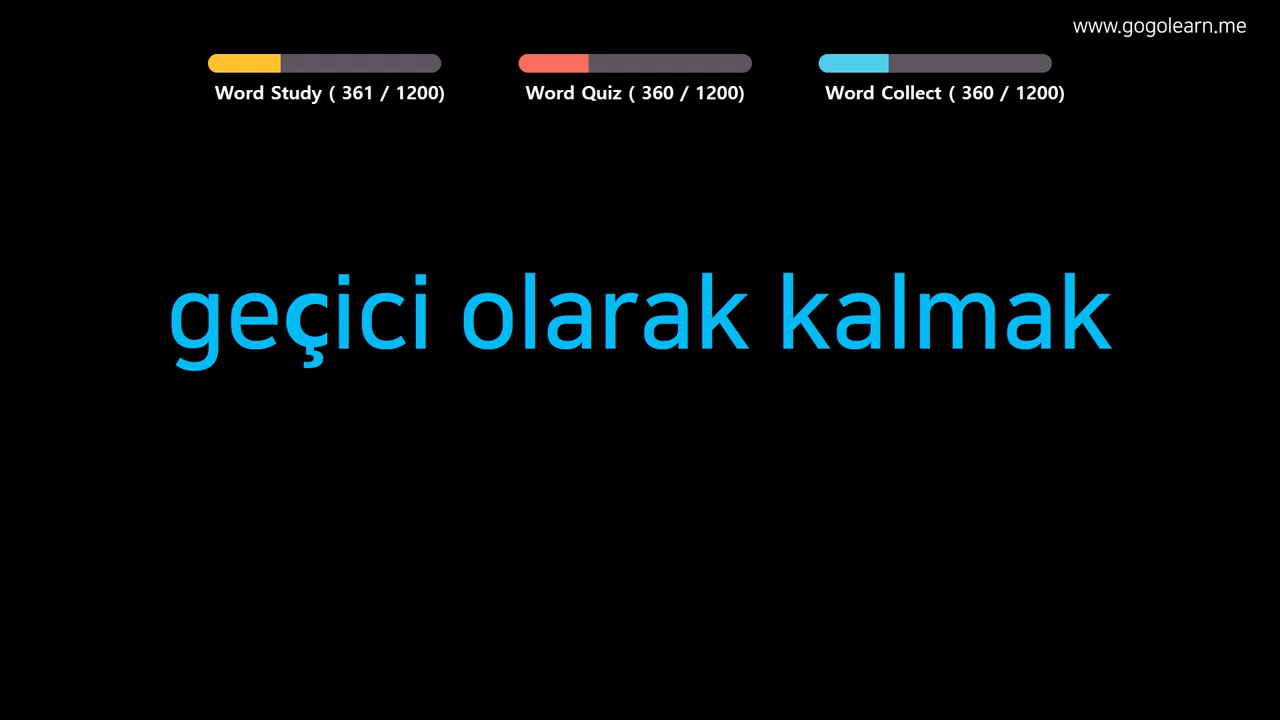 www.gogolearn.me
Word Study ( 361 / 1200)
Word Quiz ( 360 / 1200)
Word Collect ( 360 / 1200)
geçici olarak kalmak